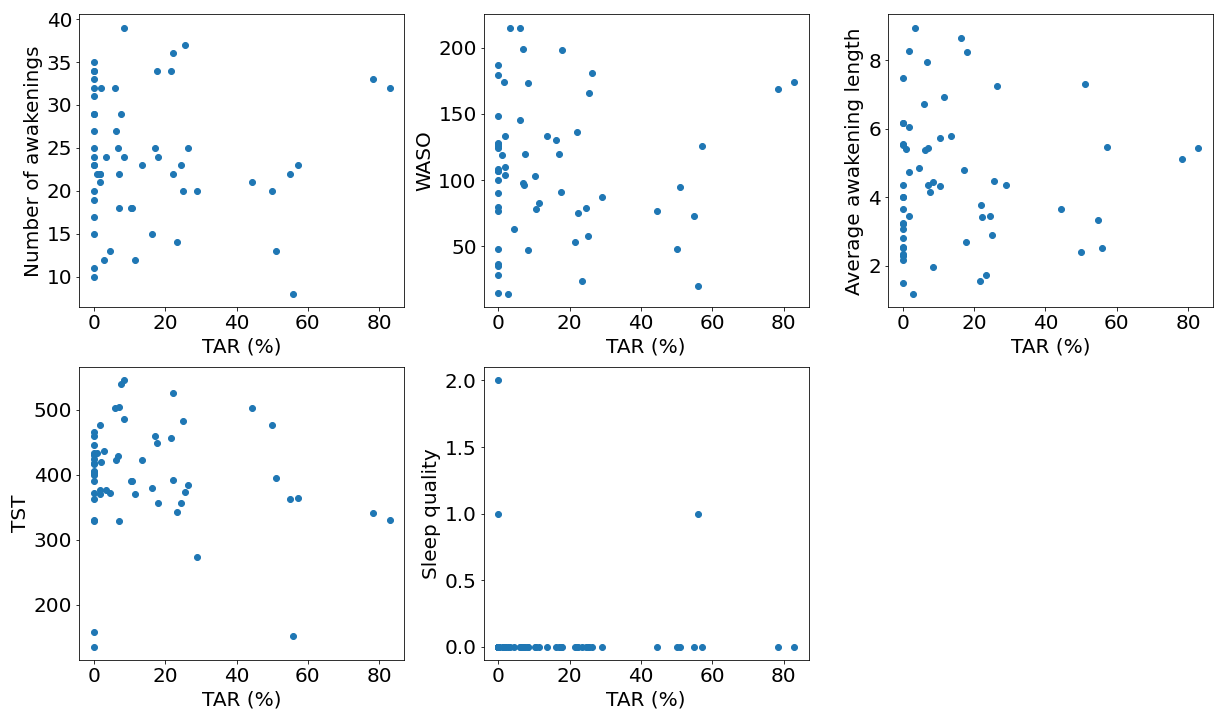 Number of awakenings
40
35
30
25
20
15
10
0 20 40 60 80
TAR (%)
WASO
200
150
100
50
0 20 40 60 80
TAR (%)
Average awakening length
8
6
4
2
0 20 40 60 80
TAR (%)
TST
500
400
300
200
0 20 40 60 80
TAR (%)
Sleep quality
2.0
1.5
1.0
0.5
0.0
0 20 40 60 80
TAR (%)